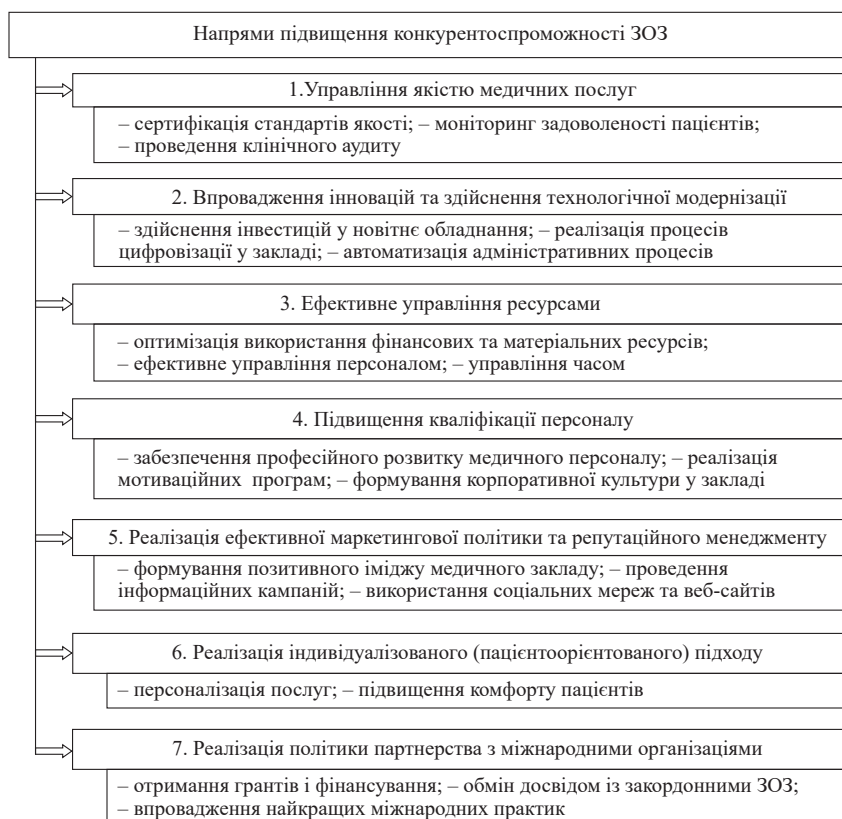 Напрями підвищення конкурентоспроможності ЗОЗ
1.Управління якістю медичних послуг
– сертифікація стандартів якості; – моніторинг задоволеності пацієнтів;
– проведення клінічного аудиту
2. Впровадження інновацій та здійснення технологічної модернізації
– здійснення інвестицій у новітнє обладнання; – реалізація процесів
цифровізації у закладі; – автоматизація адміністративних процесів
3. Ефективне управління ресурсами
– оптимізація використання фінансових та матеріальних ресурсів;
– ефективне управління персоналом; – управління часом
4. Підвищення кваліфікації персоналу
– забезпечення професійного розвитку медичного персоналу; – реалізація
мотиваційних програм; – формування корпоративної культури у закладі
5. Реалізація ефективної маркетингової політики та репутаційного менеджменту
– формування позитивного іміджу медичного закладу; – проведення
інформаційних кампаній; – використання соціальних мереж та веб-сайтів
6. Реалізація індивідуалізованого (пацієнтоорієнтованого) підходу
– персоналізація послуг; – підвищення комфорту пацієнтів
7. Реалізація політики партнерства з міжнародними організаціями
– отримання грантів і фінансування; – обмін досвідом із закордонними ЗОЗ;
– впровадження найкращих міжнародних практик